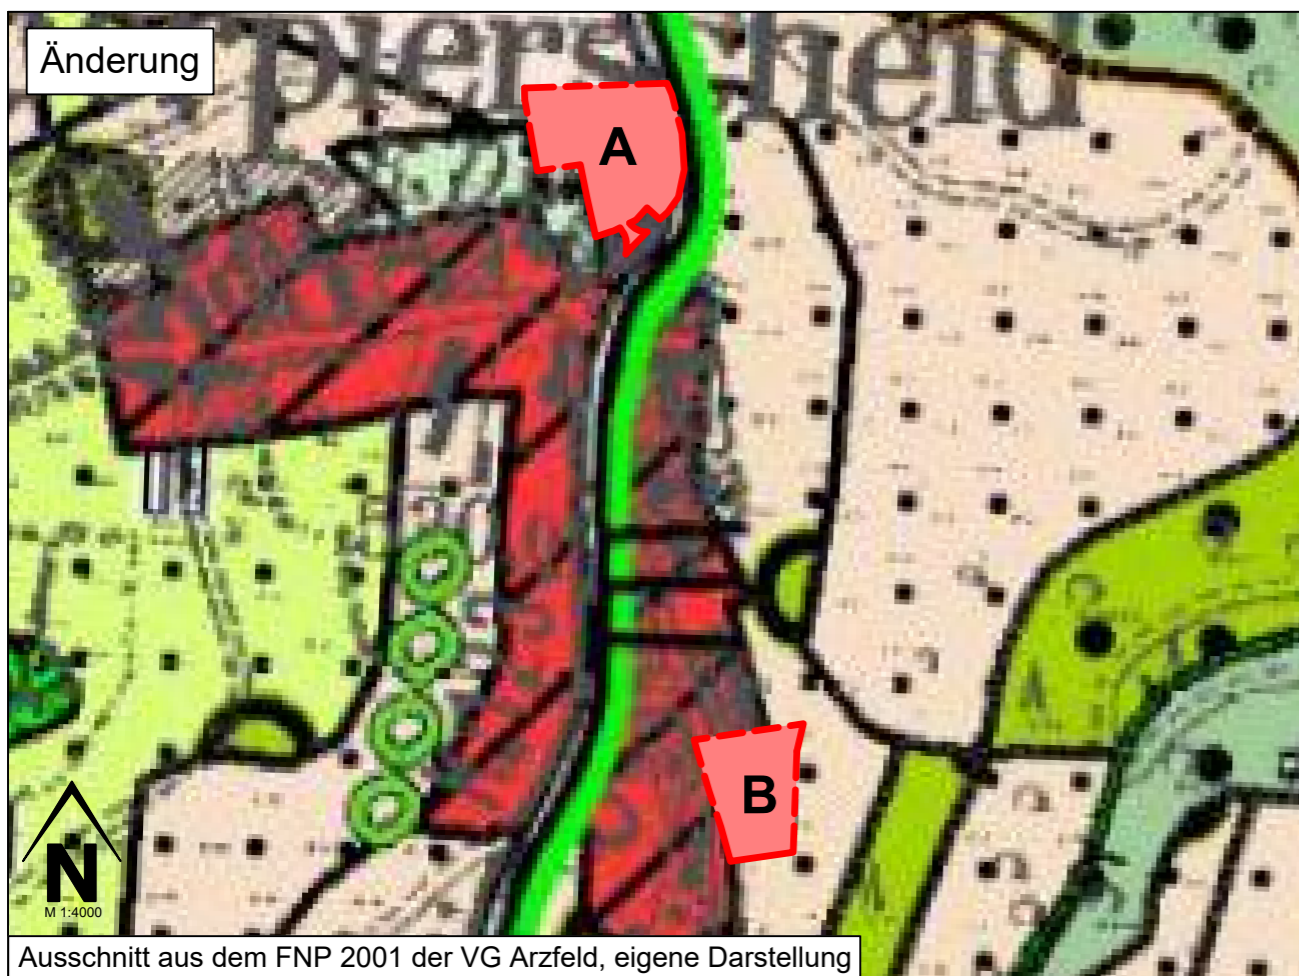 Änderung
A
B
N
M 1:4000
Ausschnitt aus dem FNP 2001 der VG Arzfeld, eigene Darstellung